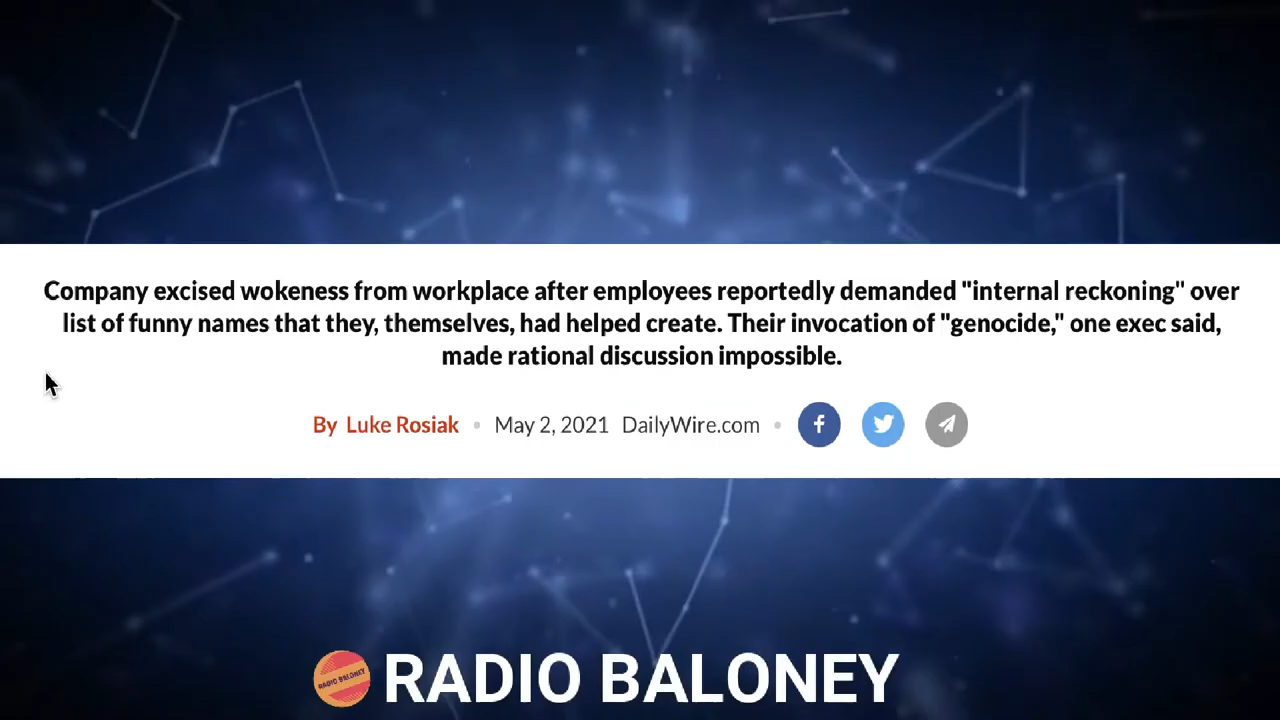 Company excised wokeness from workplace after employees reportedly demanded "internal reckoning" over
list of funny names that they, themselves, had helped create. Their invocation of "genocide," one exec said,
made rational discussion impossible.
By Luke Rosiak • May 2, 2021 DailyWire.com •
RADIO BALONEY
RADIO BALONEY